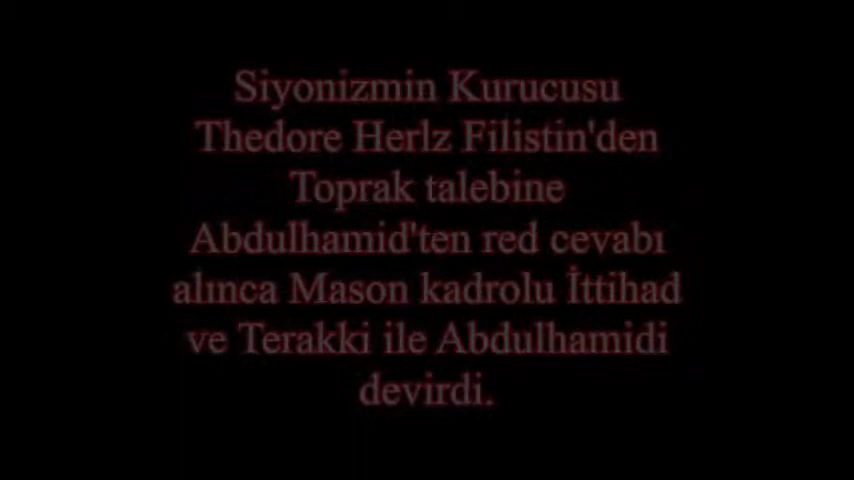 Siyonizmin Kurucusu
Thedore Herlz Filistin'den
Toprak talebine
Abdulhamid'ten red cevabı
alınca Mason kadrolu İttihad
ve Terakki ile Abdulhamidi
devirdi.